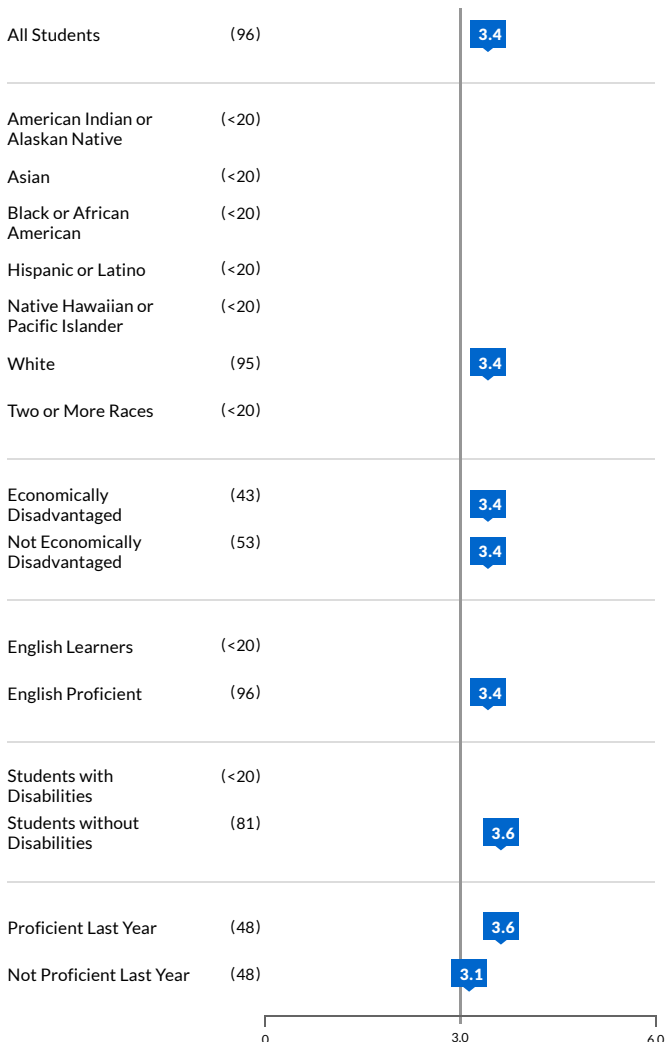 All Students (96) 3.4
American Indian or (<20)
Alaskan Native
Asian (<20)
Black or African (<20)
American
Hispanic or Latino (<20)
Native Hawaiian or (<20)
Pacific Islander
White (95) 3.4
Two or More Races (<20)
Economically (43) 3.4
Disadvantaged
Not Economically (53) 3.4
Disadvantaged
English Learners (<20)
English Proficient (96) 3.4
Students with (<20)
Disabilities
Students without (81) 3.6
Disabilities
Proficient Last Year (48) 3.6
Not Proficient Last Year (48) 3.1
0 3.0 6.0